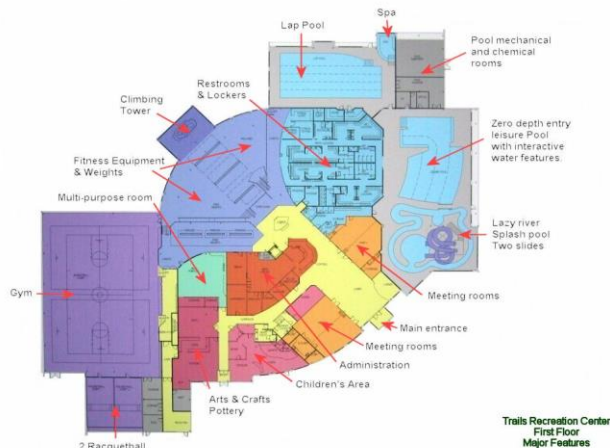 Spa
Lap Pool
Pool mechanical
and chemical
rooms
Restrooms
& Lockers
Climbing
Tower
Zero depth entry
leisure Pool
with interactive
water features.
Fitness Equipment
& Weights
Multi-purpose room
Lazy river
Splash pool
Two slides
Gym
Meeting rooms
Main entrance
Meeting rooms
Administration
Children's Area
Arts & Crafts
Pottery
2 Racquetball
Trails Recreation Center
First Floor
Major Features